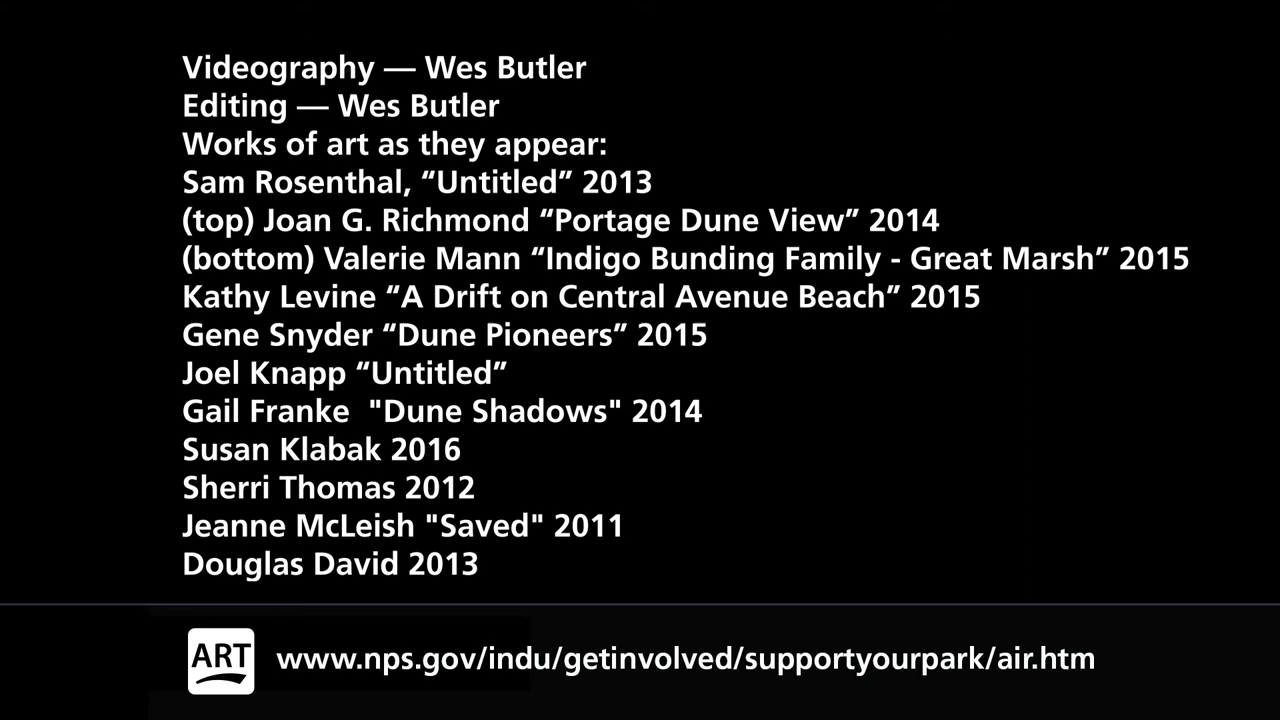 Videography — Wes Butler
Editing — Wes Butler
Works of art as they appear:
Sam Rosenthal, “Untitled” 2013
(top) Joan G. Richmond “Portage Dune View” 2014
(bottom) Valerie Mann “Indigo Bunding Family - Great Marsh” 2015
Kathy Levine “A Drift on Central Avenue Beach” 2015
Gene Snyder “Dune Pioneers” 2015
Joel Knapp “Untitled”
Gail Franke  "Dune Shadows" 2014
Susan Klabak 2016
Sherri Thomas 2012
Jeanne McLeish "Saved" 2011
Douglas David 2013
ART www.nps.gov/indu/getinvolved/supportyourpark/air.htm